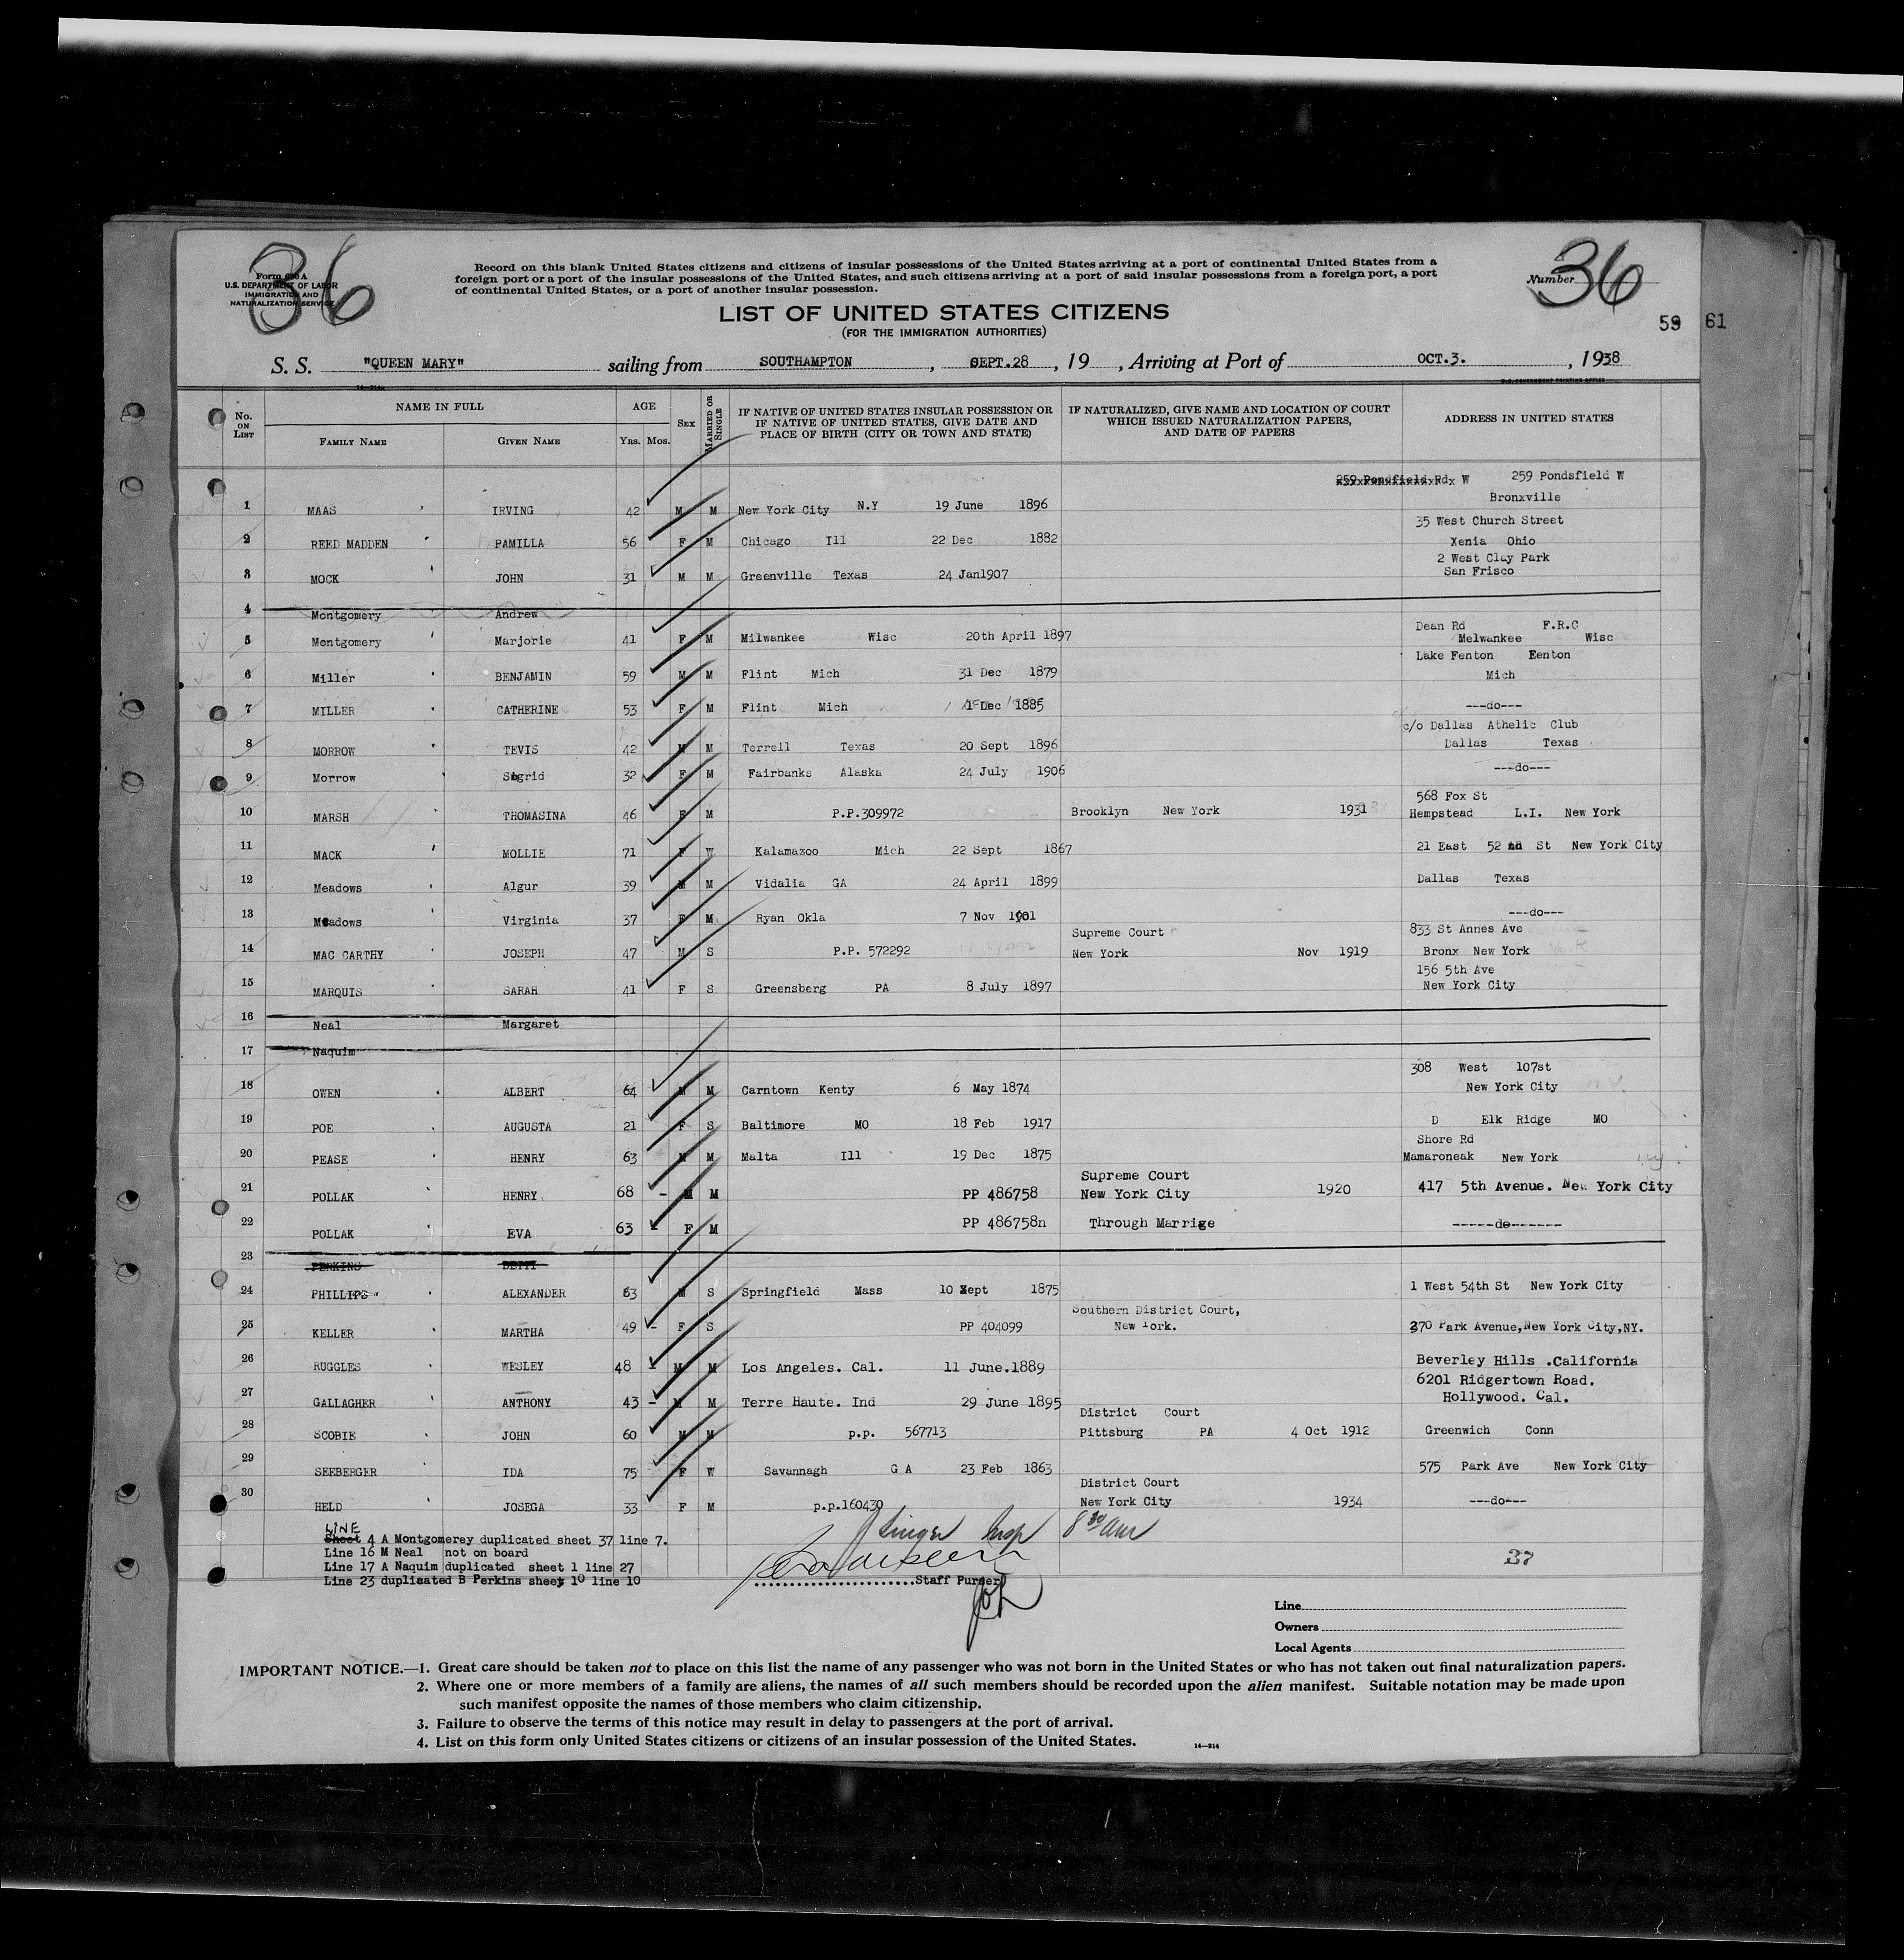 36
36
Form 630 A
U.S. DEPARTMENT OF LABOR
IMMIGRATION AND
NATURALIZATION SERVICE
Record on this blank United States citizens and citizens of insular possessions of the United States arriving at a port of continental United States from a
foreign port or a port of the insular possessions of the United States, and such citizens arriving at a port of said insular possessions from a foreign port, a port
of continental United States, or a port of another insular possession.
Number
LIST OF UNITED STATES CITIZENS
(FOR THE IMMIGRATION AUTHORITIES)
59 61
S. S. "QUEEN MARY" sailing from SOUTHAMPTON, SEPT.28, 19 , Arriving at Port of OCT.3., 1938
No. ON LIST
NAME IN FULL
FAMILY NAME
GIVEN NAME
AGE
Yrs. Mos.
SEX
MARRIED OR SINGLE
IF NATIVE OF UNITED STATES INSULAR POSSESSION OR
IF NATIVE OF UNITED STATES, GIVE DATE AND
PLACE OF BIRTH (CITY OR TOWN AND STATE)
IF NATURALIZED, GIVE NAME AND LOCATION OF COURT
WHICH ISSUED NATURALIZATION PAPERS,
AND DATE OF PAPERS
ADDRESS IN UNITED STATES
259 Pondfield Rd W 259 Pondsfield W
Bronxville
1 MAAS IRVING 42 M M New York City N.Y 19 June 1896
35 West Church Street
2 REED MADDEN PAMILLA 56 F M Chicago Ill 22 Dec 1882 Xenia Ohio
2 West Clay Park
3 MOCK JOHN 31 M M Greenville Texas 24 Jan1907 San Frisco
4 Montgomery Andrew
Dean Rd F.R.C
5 Montgomery Marjorie 41 F M Milwankee Wisc 20th April 1897 Melwankee Wisc
Lake Fenton Eenton
6 Miller BENJAMIN 59 M M Flint Mich 31 Dec 1879 Mich
7 MILLER CATHERINE 53 F M Flint Mich 1 Dec 1885 ---do---
c/o Dallas Athelic Club
8 MORROW TEVIS 42 M M Terrell Texas 20 Sept 1896 Dallas Texas
9 Morrow Sigrid 32 F M Fairbanks Alaska 24 July 1906 ---do---
568 Fox St
10 MARSH THOMASINA 46 F M P.P.309972 Brooklyn New York 1931 Hempstead L.I. New York
11 MACK MOLLIE 71 F W Kalamazoo Mich 22 Sept 1867 21 East 52 nd St New York City
12 Meadows Algur 39 M M Vidalia GA 24 April 1899 Dallas Texas
13 Meadows Virginia 37 F M Ryan Okla 7 Nov 1901 ---do---
Supreme Court 833 St Annes Ave
14 MAC CARTHY JOSEPH 47 M S P.P. 572292 New York Nov 1919 Bronx New York
156 5th Ave
15 MARQUIS SARAH 41 F S Greensberg PA 8 July 1897 New York City
16 Neal Margaret
17 Naquim
308 West 107st
18 OWEN ALBERT 64 M M Carntown Kenty 6 May 1874 New York City
19 POE AUGUSTA 21 F S Baltimore MO 18 Feb 1917 D Elk Ridge MO
Shore Rd
20 PEASE HENRY 63 M M Malta Ill 19 Dec 1875 Mamaroneak New York
Supreme Court
21 POLLAK HENRY 68 - M M PP 486758 New York City 1920 417 5th Avenue. New York City
22 POLLAK EVA 63 - F M PP 486758n Through Marrige -----do------
23 PERKINS BETTY
24 PHILLIPS ALEXANDER 63 M S Springfield Mass 10 Sept 1875 1 West 54th St New York City
Southern District Court,
25 KELLER MARTHA 49 - F S PP 404099 New York. 270 Park Avenue,New York City,NY.
26 RUGGLES WESLEY 48 - M M Los Angeles. Cal. 11 June.1889 Beverley Hills .California
6201 Ridgertown Road.
27 GALLAGHER ANTHONY 43 - M M Terre Haute. Ind 29 June 1895 Hollywood. Cal.
District Court
28 SCOBIE JOHN 60 M M p.p. 567713 Pittsburg PA 4 Oct 1912 Greenwich Conn
29 SEEBERGER IDA 75 F W Savannagh G A 23 Feb 1863 575 Park Ave New York City
District Court
30 HELD JOSEGA 33 F M p.p.160430 New York City 1934 ---do---
LINE
Sheet 4 A Montgomerey duplicated sheet 37 line 7.
Line 16 M Neal not on board
Line 17 A Naquim duplicated sheet 1 line 27
Line 23 duplicated B Perkins sheet 10 line 10
Singer Insp 8 30 am
Staff Purser
37
Line
Owners
Local Agents
IMPORTANT NOTICE.—1. Great care should be taken not to place on this list the name of any passenger who was not born in the United States or who has not taken out final naturalization papers.
2. Where one or more members of a family are aliens, the names of all such members should be recorded upon the alien manifest. Suitable notation may be made upon
such manifest opposite the names of those members who claim citizenship.
3. Failure to observe the terms of this notice may result in delay to passengers at the port of arrival.
4. List on this form only United States citizens or citizens of an insular possession of the United States.
14—214